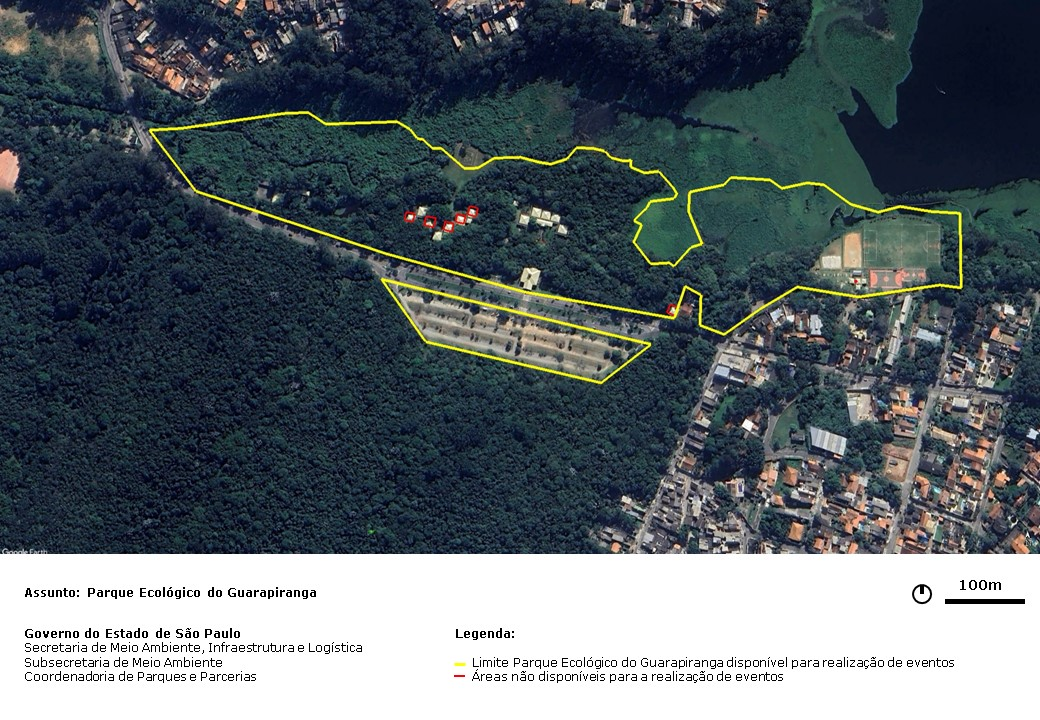 Google Earth
100m
Assunto: Parque Ecológico do Guarapiranga
Governo do Estado de São Paulo
Secretaria de Meio Ambiente, Infraestrutura e Logística
Subsecretaria de Meio Ambiente
Coordenadoria de Parques e Parcerias
Legenda:
Limite Parque Ecológico do Guarapiranga disponível para realização de eventos
Áreas não disponíveis para a realização de eventos